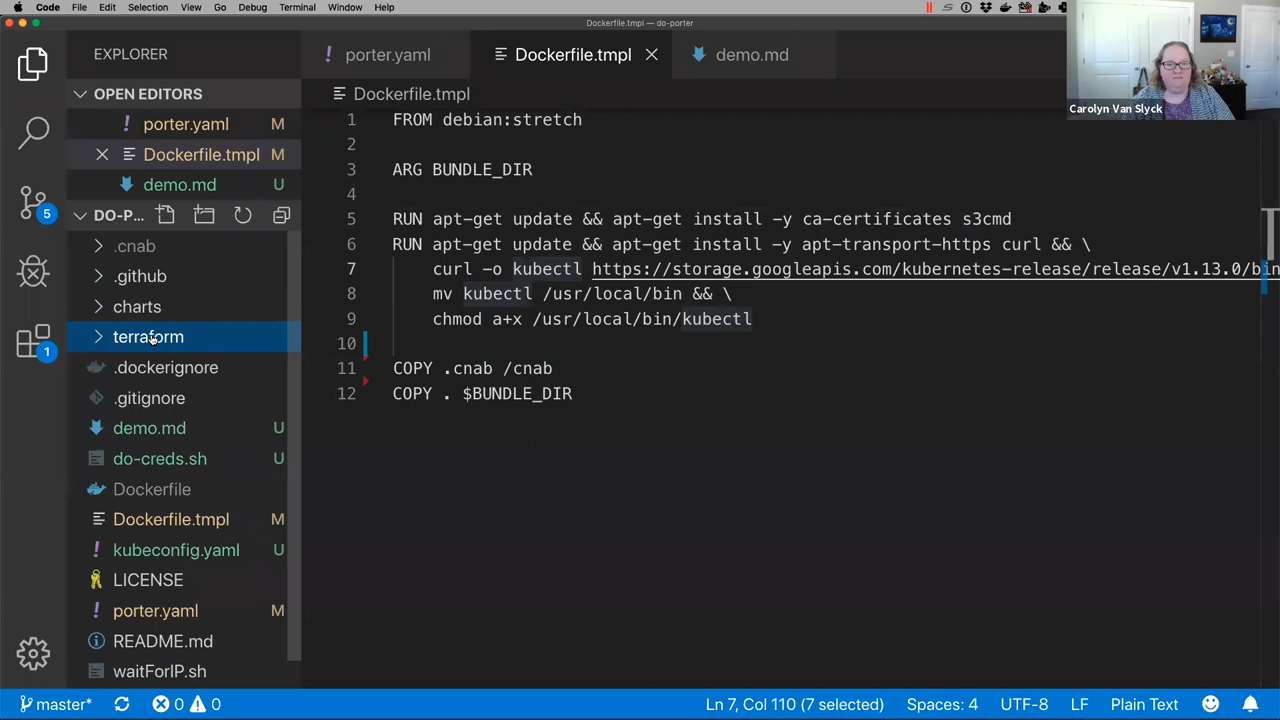 Code File Edit Selection View Go Debug Terminal Window Help
Dockerfile.tmpl — do-porter
Carolyn Van Slyck
EXPLORER
OPEN EDITORS
! porter.yaml M
Dockerfile.tmpl M
demo.md U
DO-P...
.cnab
.github
charts
terraform
.dockerignore
.gitignore
demo.md U
do-creds.sh U
Dockerfile
Dockerfile.tmpl M
! kubeconfig.yaml U
LICENSE
! porter.yaml M
README.md
waitForIP.sh
5
1
! porter.yaml Dockerfile.tmpl demo.md
Dockerfile.tmpl
1 FROM debian:stretch
2
3 ARG BUNDLE_DIR
4
5 RUN apt-get update && apt-get install -y ca-certificates s3cmd
6 RUN apt-get update && apt-get install -y apt-transport-https curl && \
7 curl -o kubectl https://storage.googleapis.com/kubernetes-release/release/v1.13.0/bin
8 mv kubectl /usr/local/bin && \
9 chmod a+x /usr/local/bin/kubectl
10
11 COPY .cnab /cnab
12 COPY . $BUNDLE_DIR
master* 0 0 Ln 7, Col 110 (7 selected) Spaces: 4 UTF-8 LF Plain Text